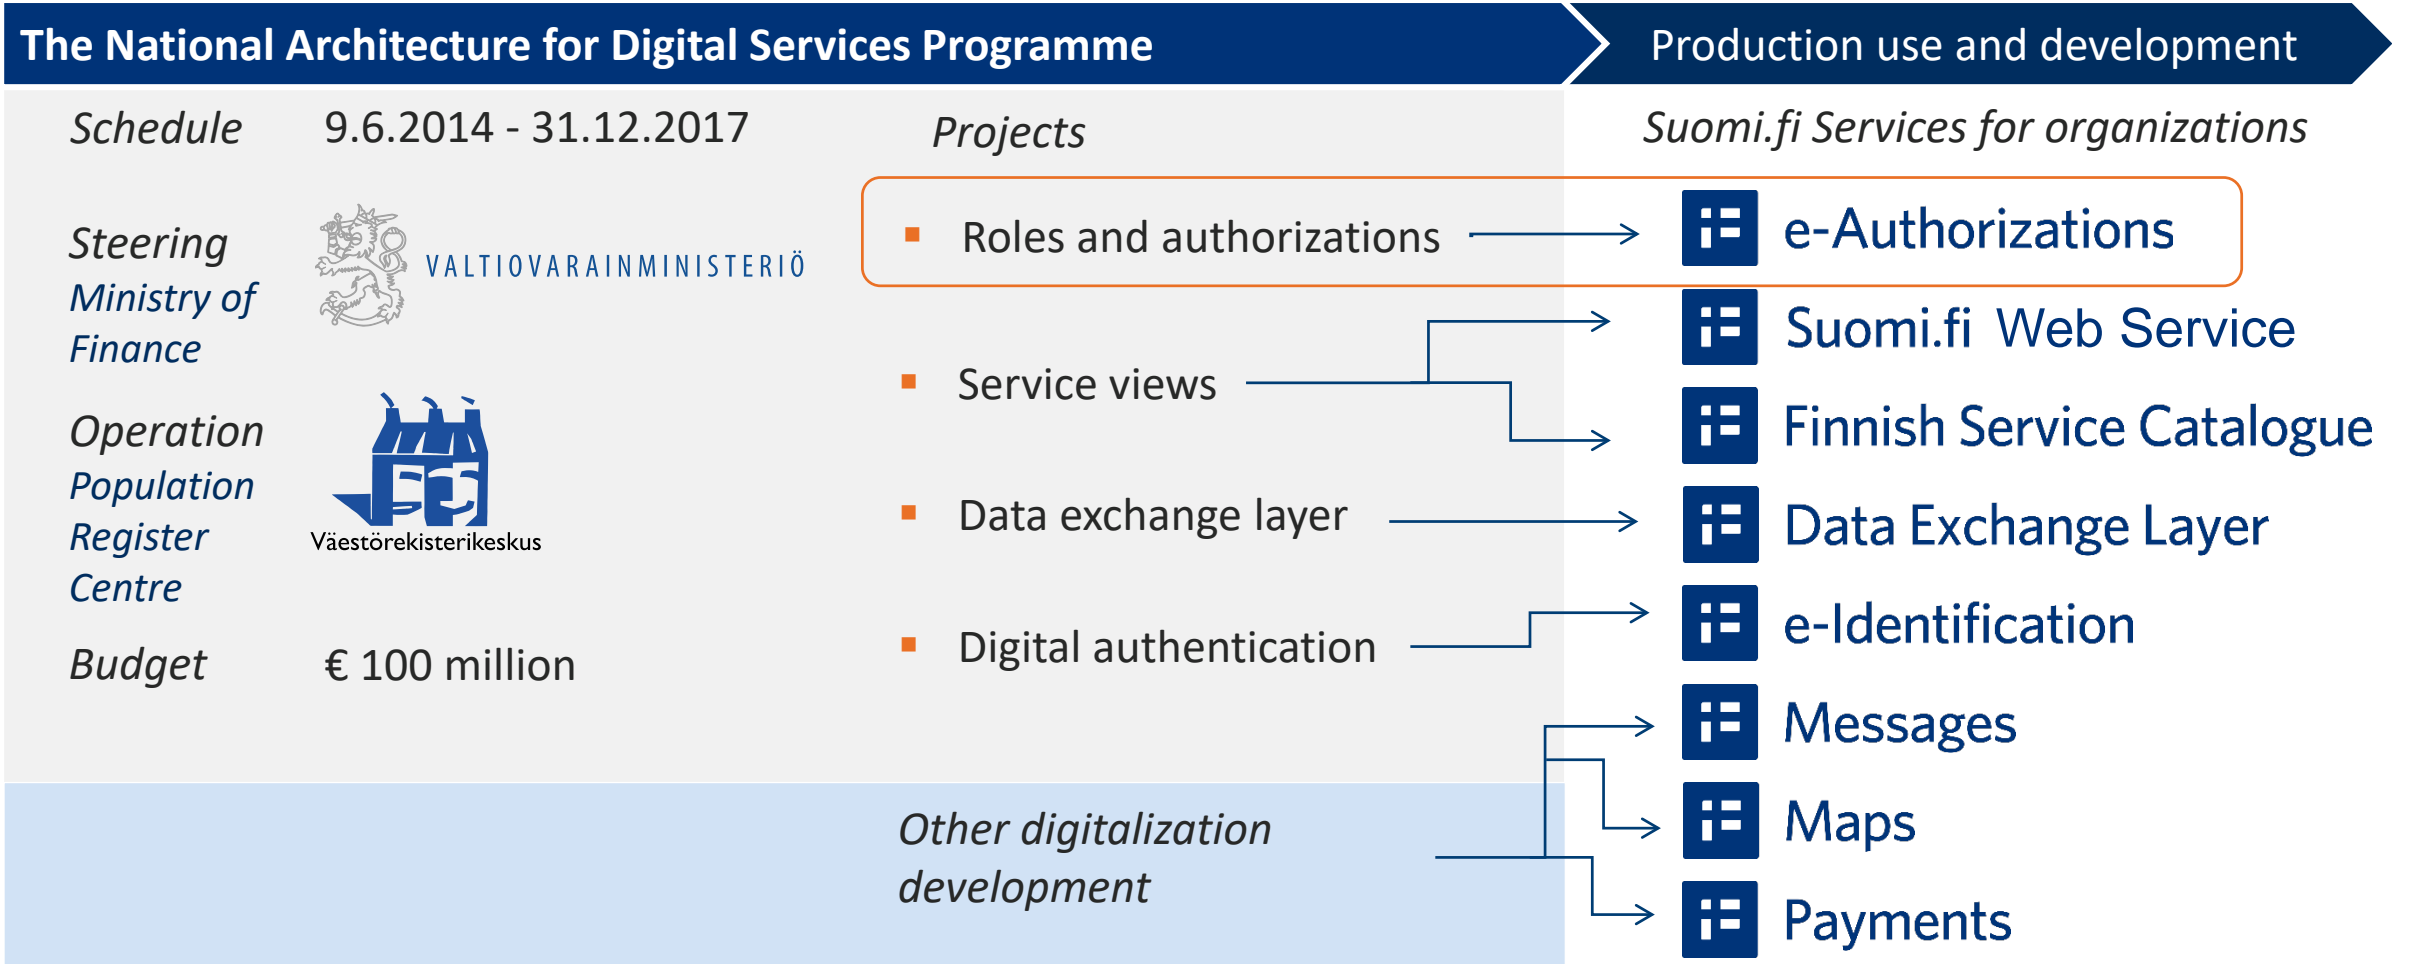 The National Architecture for Digital Services Programme
Production use and development
Schedule 9.6.2014 - 31.12.2017
Steering
Ministry of
Finance
VALTIOVARAINMINISTERIÖ
Operation
Population
Register
Centre
Väestörekisterikeskus
Budget € 100 million
Projects
Roles and authorizations
Service views
Data exchange layer
Digital authentication
Other digitalization
development
Suomi.fi Services for organizations
e-Authorizations
Suomi.fi Web Service
Finnish Service Catalogue
Data Exchange Layer
e-Identification
Messages
Maps
Payments